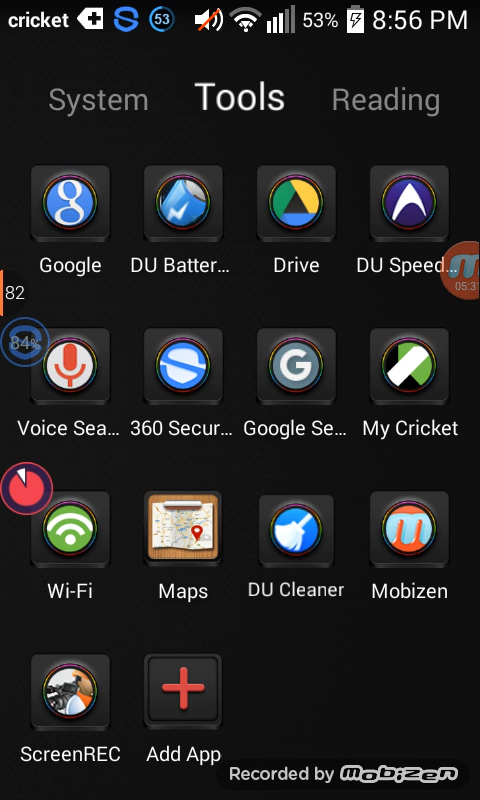 cricket 53 53% 8:56 PM
System Tools Reading
Google DU Batter... Drive DU Speed...
05:31
82
84%
Voice Sea... 360 Secur... Google Se... My Cricket
Wi-Fi Maps DU Cleaner Mobizen
ScreenREC Add App
Recorded by mobizen